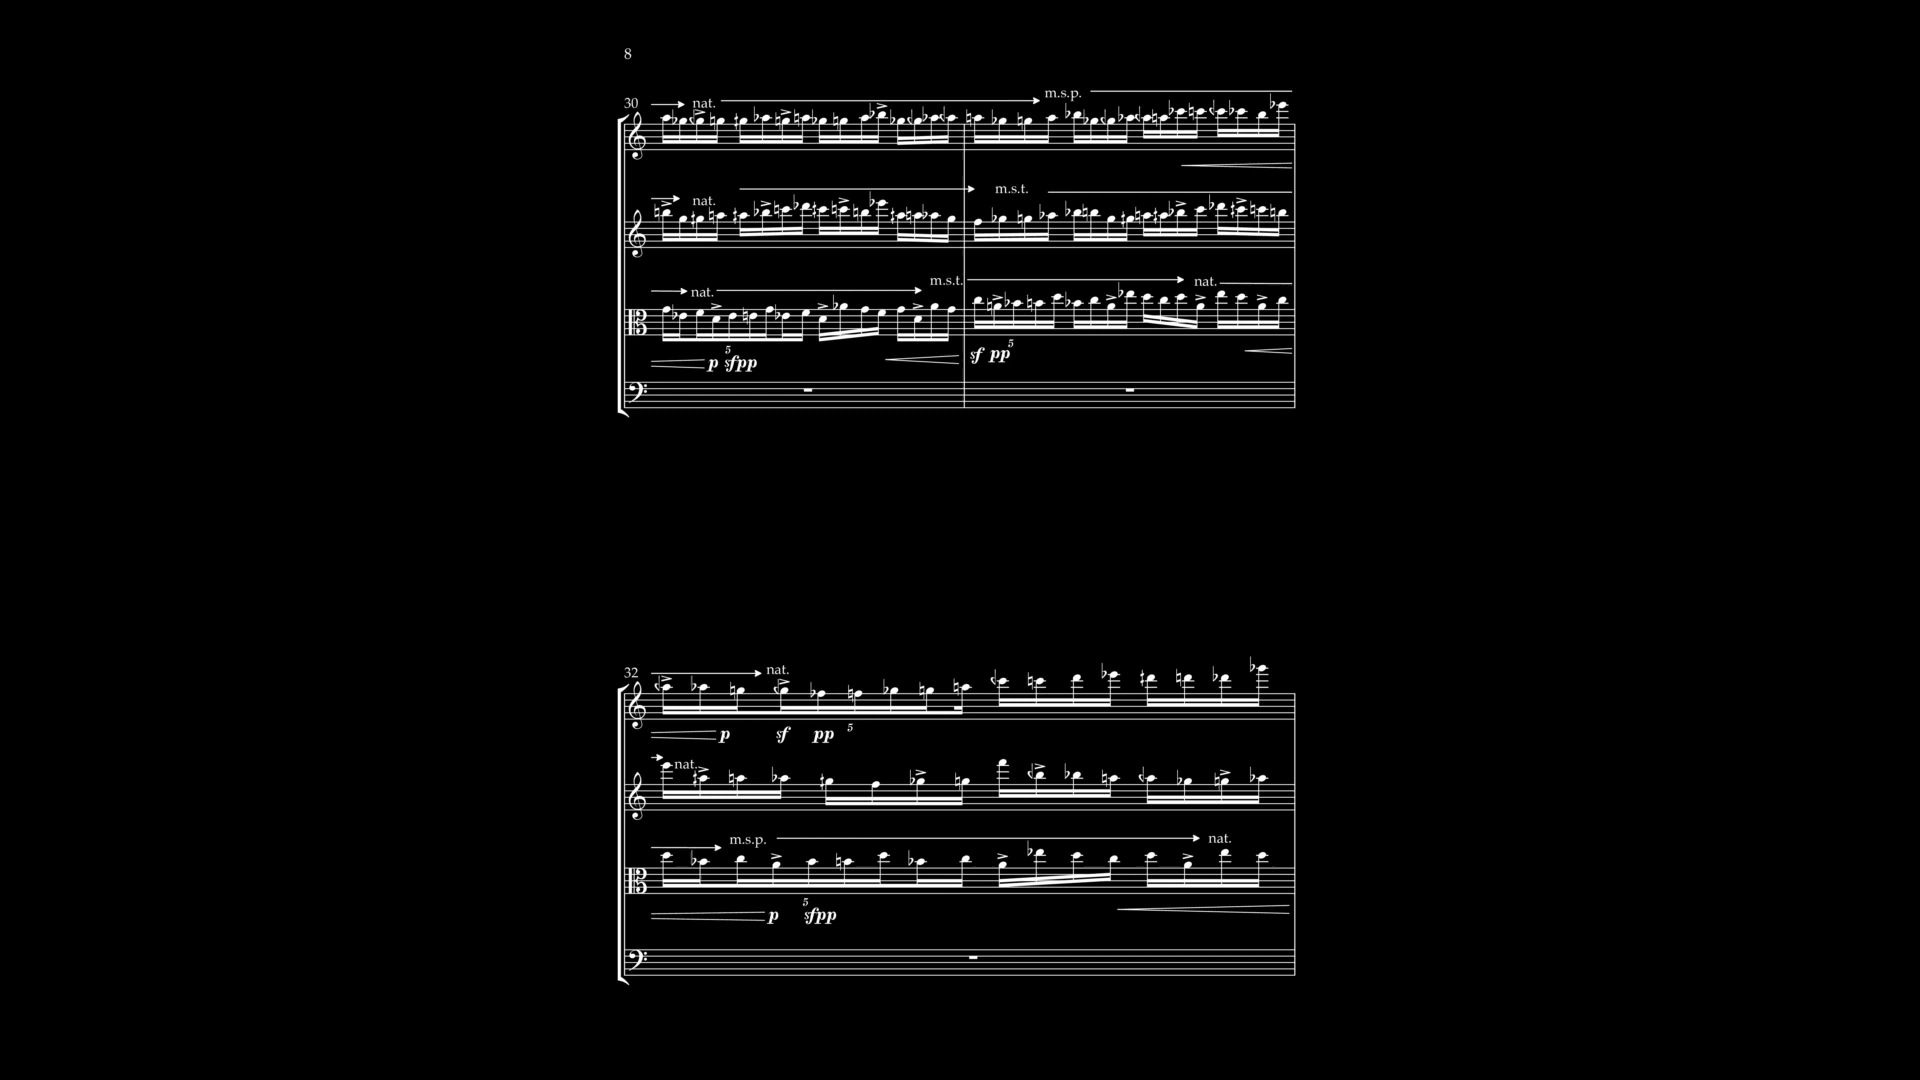 8
30 nat. m.s.p.
nat. m.s.t.
nat. m.s.t. nat.
5 5
p sfpp sf pp
32 nat.
p sf pp 5
nat.
m.s.p. nat.
5
p sfpp